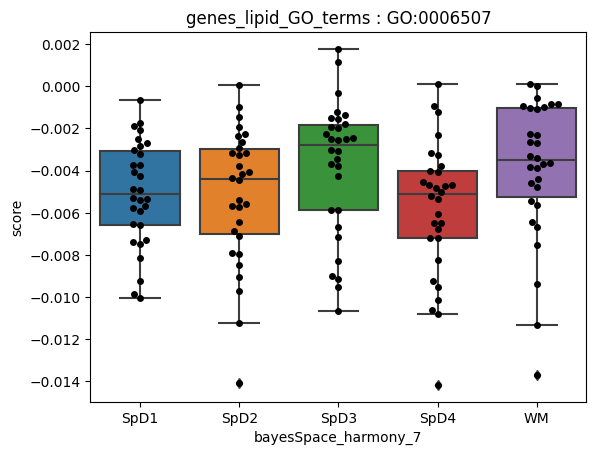 genes_lipid_GO_terms : GO:0006507
0.002
0.000
−0.002
−0.004
−0.006
−0.008
−0.010
−0.012
−0.014
score
SpD1 SpD2 SpD3 SpD4 WM
bayesSpace_harmony_7